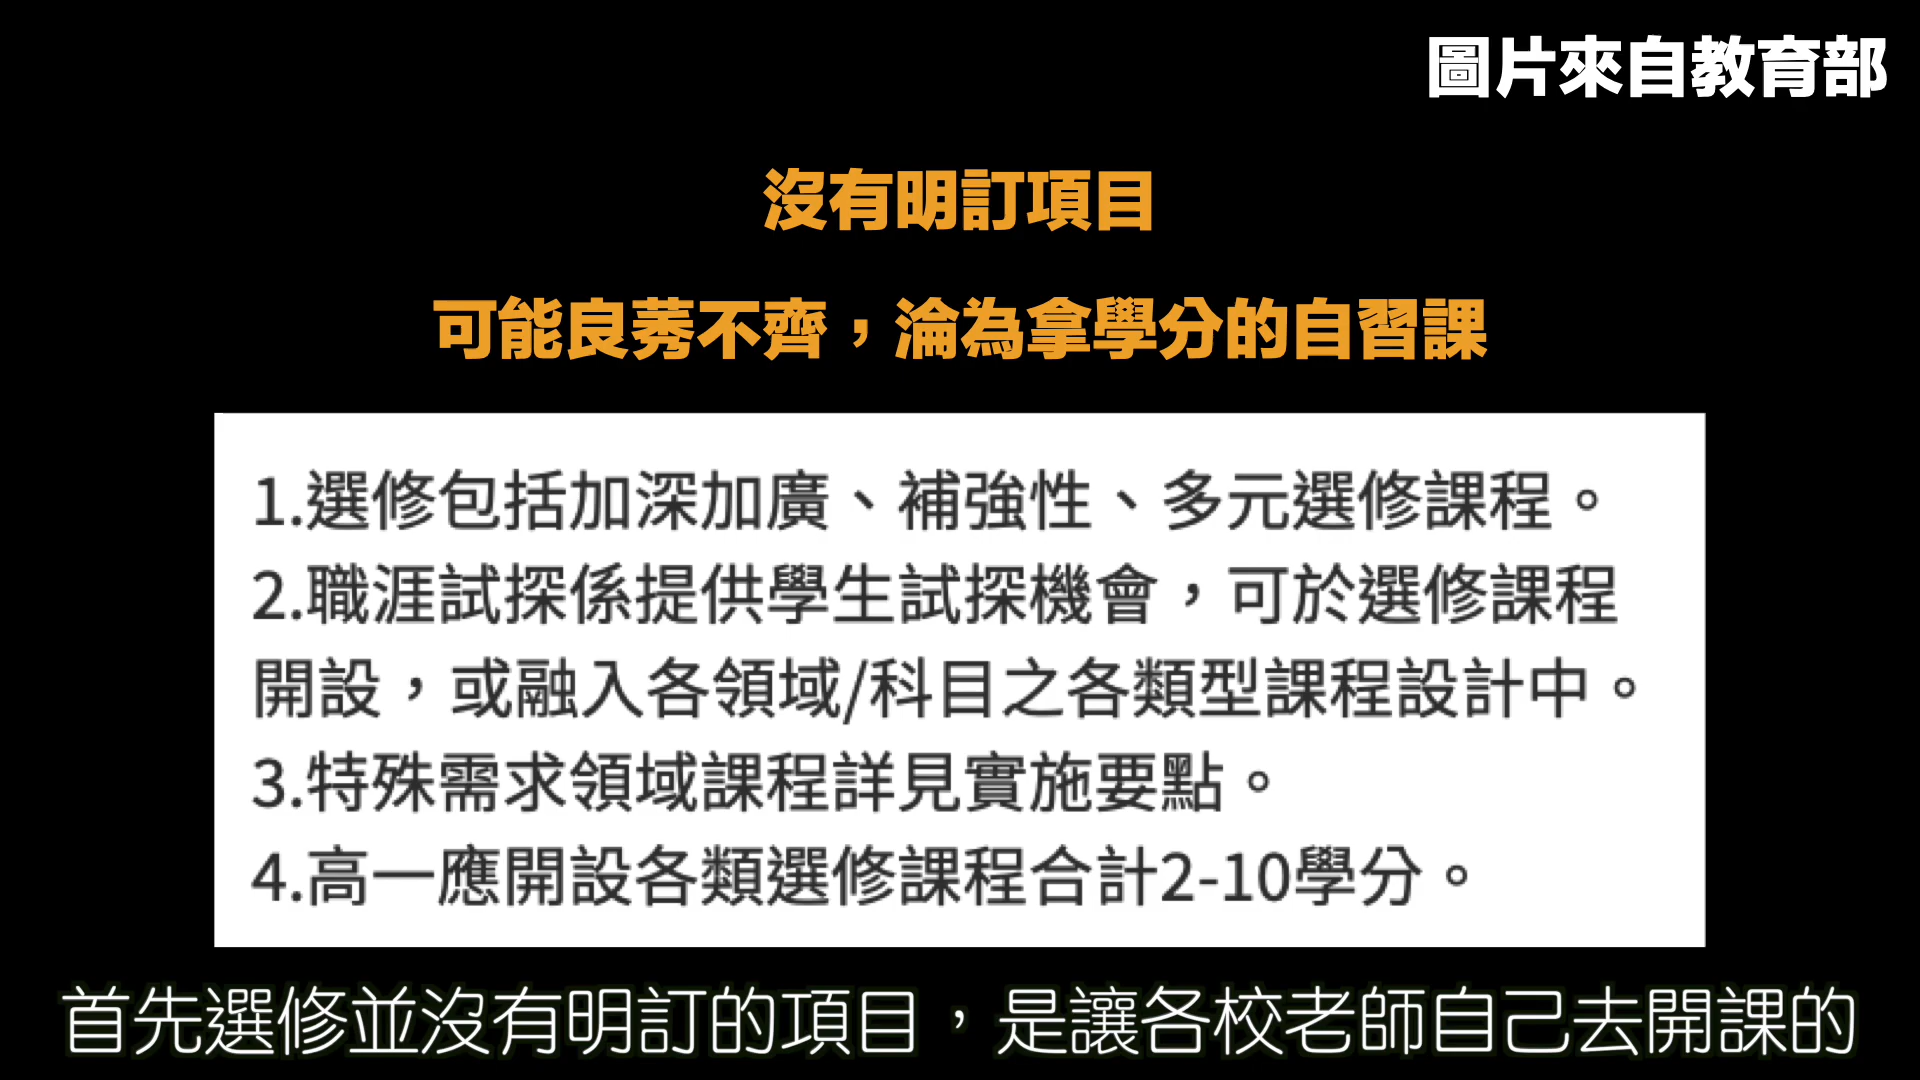 圖片來自教育部
沒有明訂項目
可能良莠不齊，淪為拿學分的自習課
1.選修包括加深加廣、補強性、多元選修課程。
2.職涯試探係提供學生試探機會，可於選修課程
開設，或融入各領域/科目之各類型課程設計中。
3.特殊需求領域課程詳見實施要點。
4.高一應開設各類選修課程合計2-10學分。
首先選修並沒有明訂的項目，是讓各校老師自己去開課的